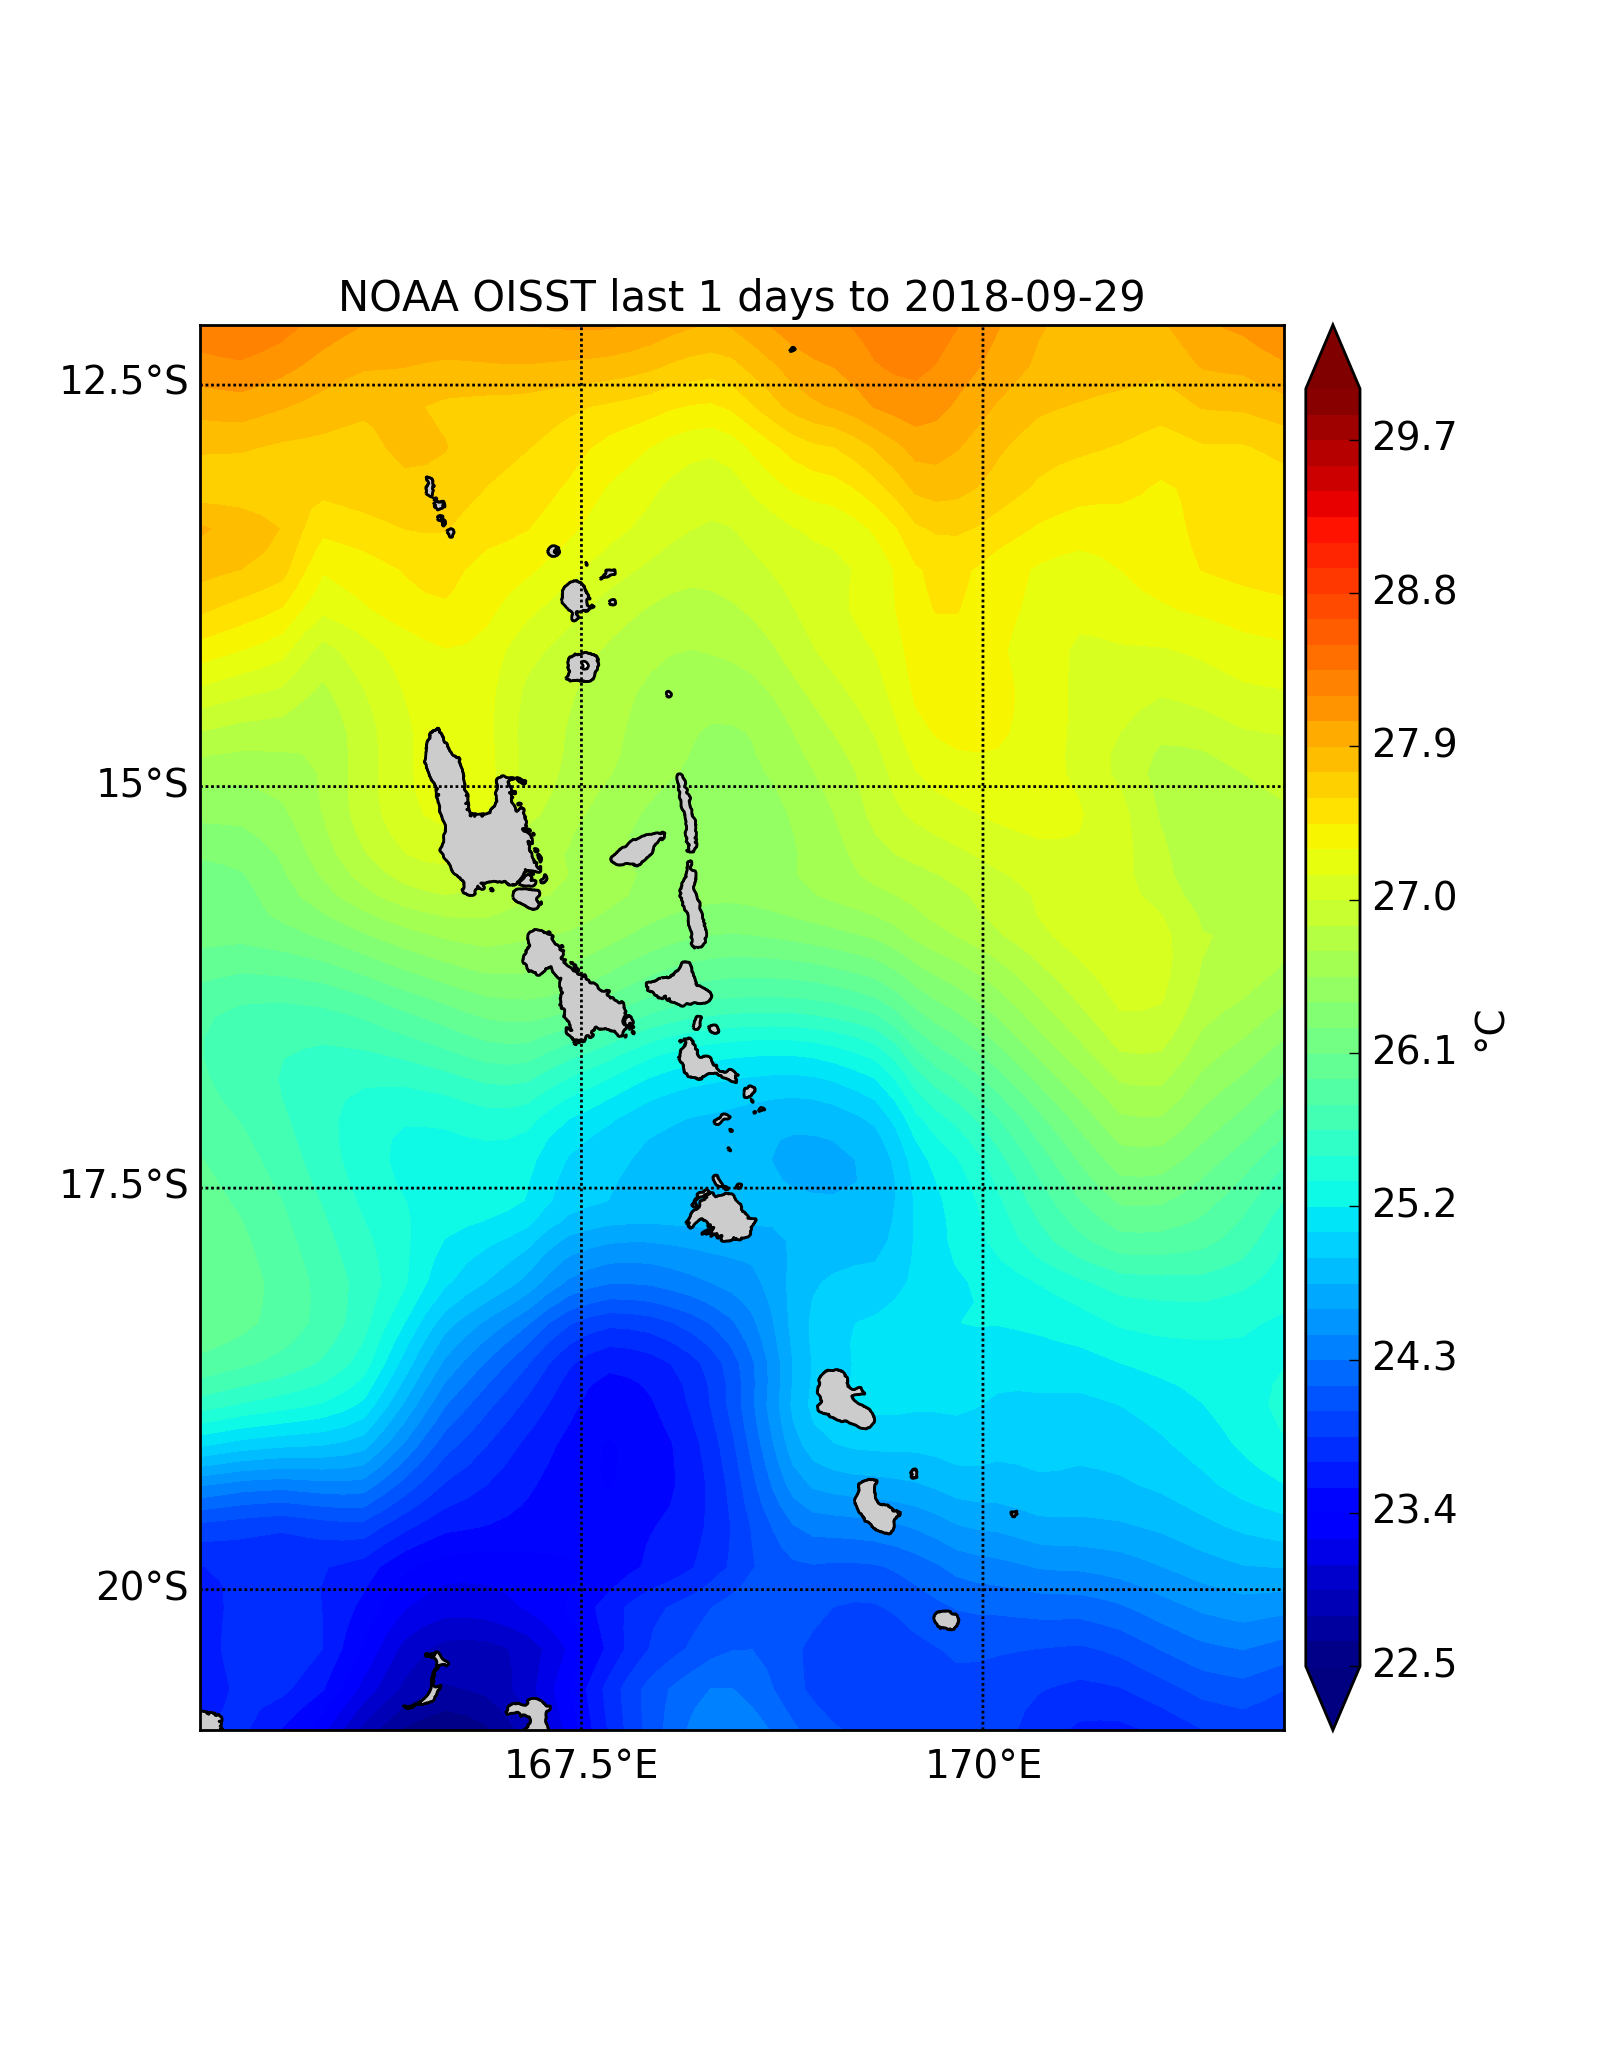 NOAA OISST last 1 days to 2018-09-29
12.5°S
15°S
17.5°S
20°S
167.5°E
170°E
29.7
28.8
27.9
27.0
26.1
25.2
24.3
23.4
22.5
°C